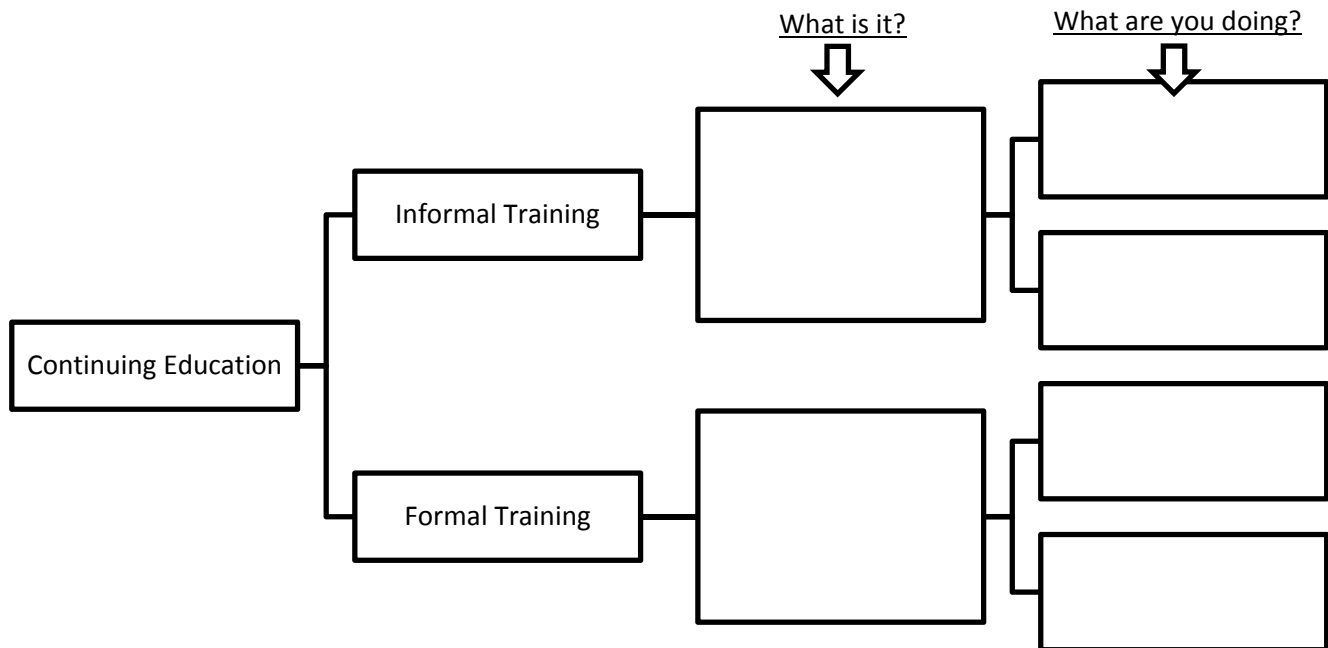 What is it?
What are you doing?
Informal Training
Continuing Education
Formal Training